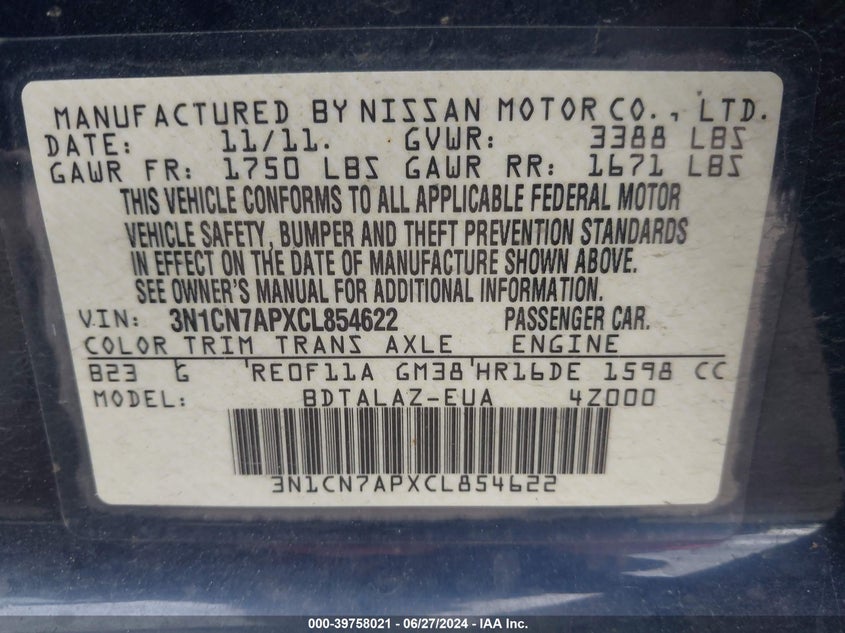 MANUFACTURED BY NISSAN MOTOR CO., LTD.
DATE: 11/11. GVWR: 3388 LBS
GAWR FR: 1750 LBS GAWR RR: 1671 LBS
THIS VEHICLE CONFORMS TO ALL APPLICABLE FEDERAL MOTOR
VEHICLE SAFETY, BUMPER AND THEFT PREVENTION STANDARDS
IN EFFECT ON THE DATE OF MANUFACTURE SHOWN ABOVE.
SEE OWNER'S MANUAL FOR ADDITIONAL INFORMATION.
VIN: 3N1CN7APXCL854622 PASSENGER CAR.
COLOR TRIM TRANS AXLE ENGINE
B23 G RE0F11A GM38 HR16DE 1598 CC
MODEL: BDTALAZ-EUA 4Z000
3N1CN7APXCL854622
000-39758021 - 06/27/2024 - IAA Inc.